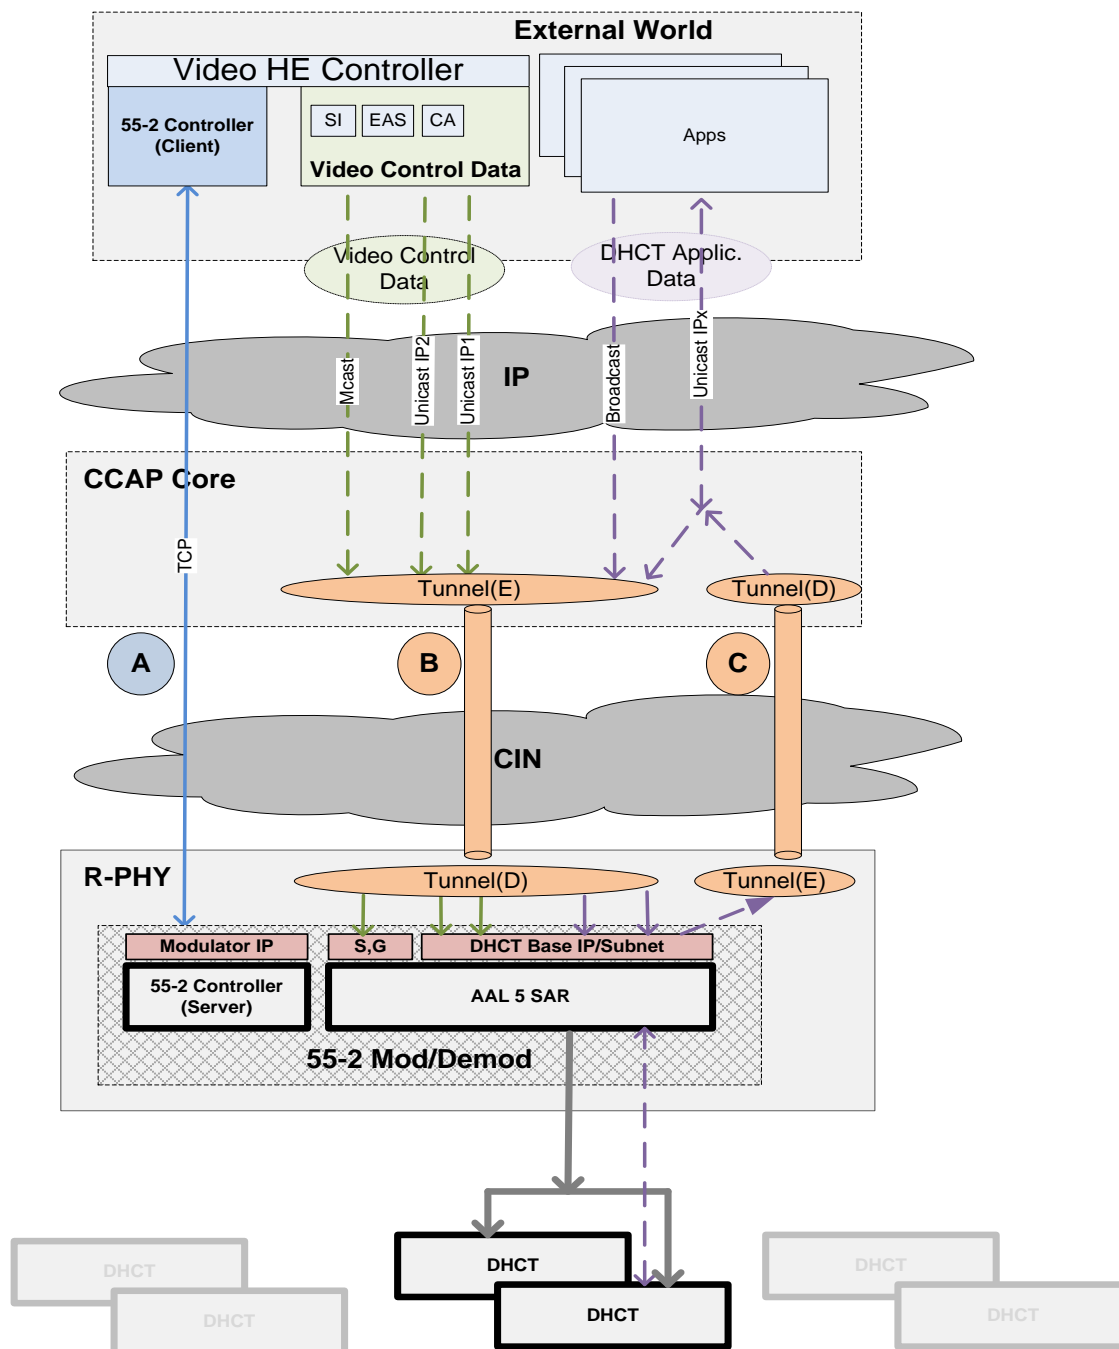 External World
Video HE Controller
55-2 Controller
(Client)
SI
EAS
CA
Video Control Data
Apps
Video Control
Data
DHCT Applic.
Data
Mcast
Unicast IP2
Unicast IP1
Broadcast
Unicast IPx
IP
CCAP Core
TCP
Tunnel(E)
Tunnel(D)
A
B
C
CIN
R-PHY
Tunnel(D)
Tunnel(E)
Modulator IP
S,G
DHCT Base IP/Subnet
55-2 Controller
(Server)
AAL 5 SAR
55-2 Mod/Demod
DHCT
DHCT
DHCT
DHCT
DHCT
DHCT